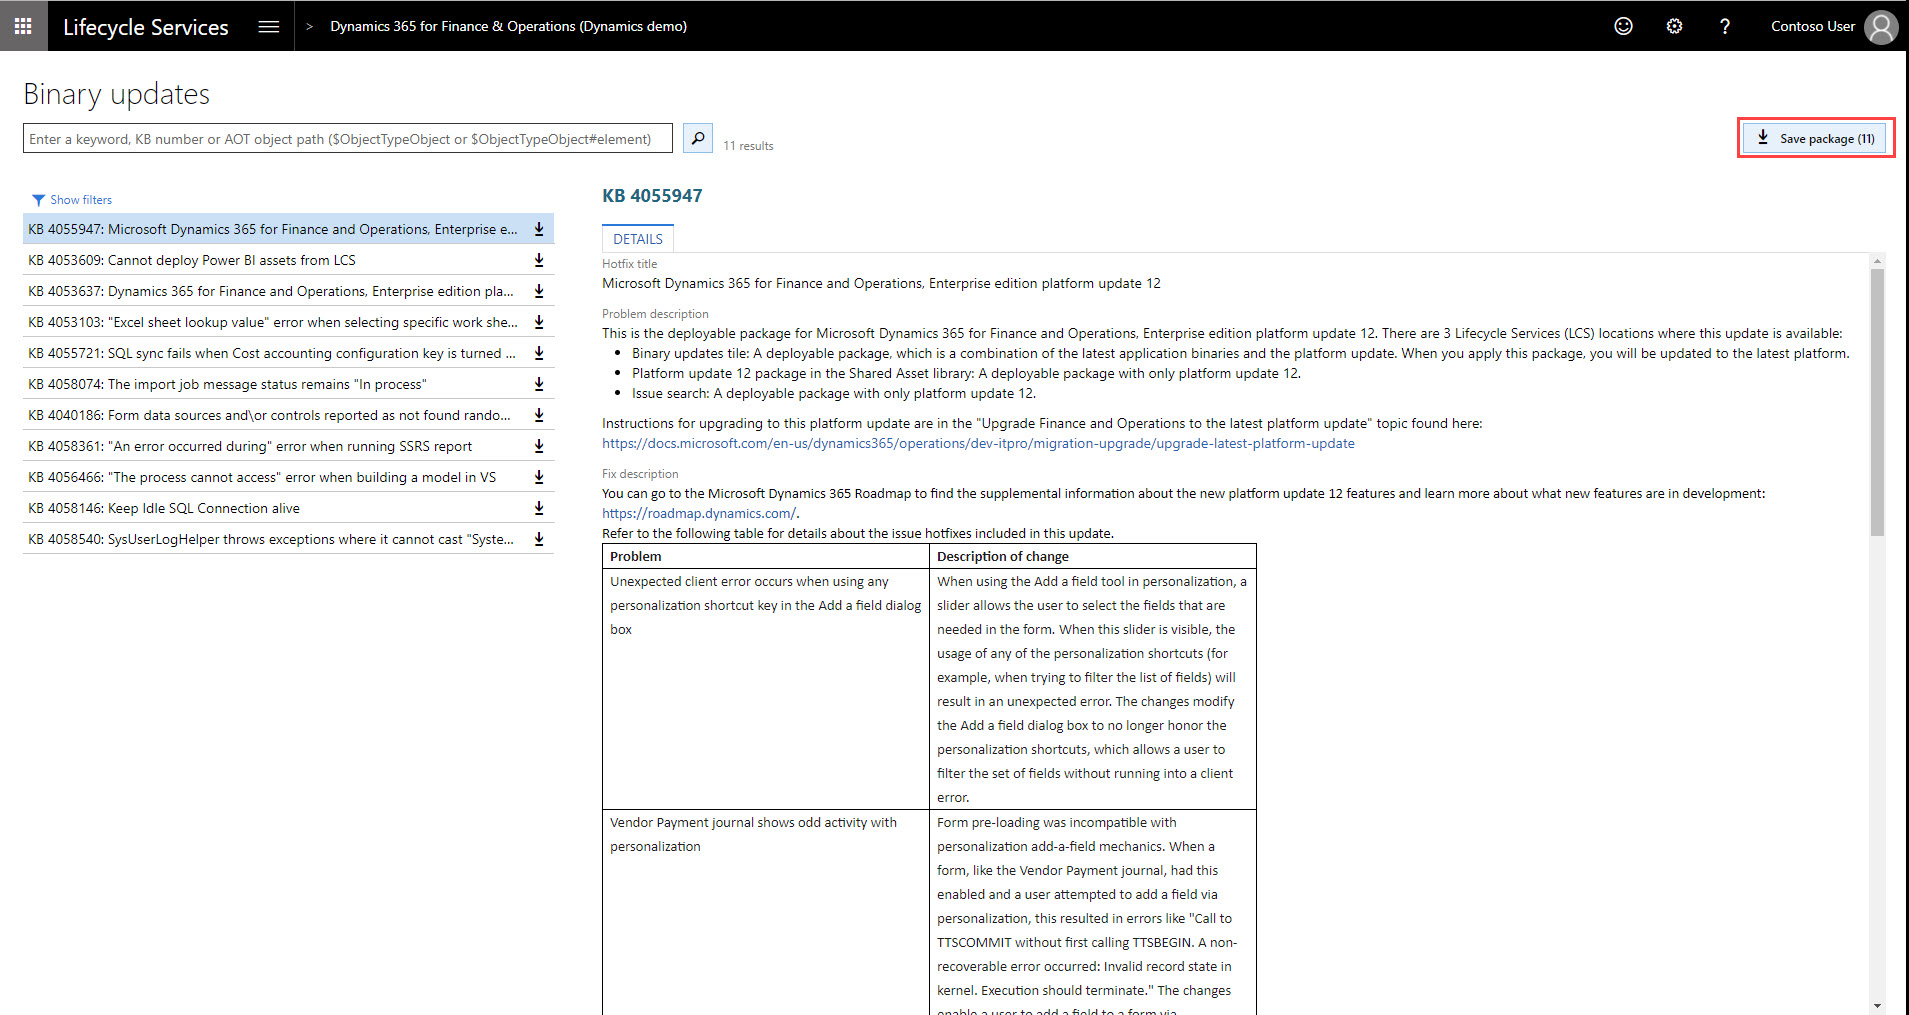 Lifecycle Services
> Dynamics 365 for Finance & Operations (Dynamics demo)
? Contoso User
Binary updates
Enter a keyword, KB number or AOT object path ($ObjectTypeObject or $ObjectTypeObject#element)
11 results
Save package (11)
Show filters
KB 4055947: Microsoft Dynamics 365 for Finance and Operations, Enterprise e...
KB 4053609: Cannot deploy Power BI assets from LCS
KB 4053637: Dynamics 365 for Finance and Operations, Enterprise edition pla...
KB 4053103: "Excel sheet lookup value" error when selecting specific work she...
KB 4055721: SQL sync fails when Cost accounting configuration key is turned ...
KB 4058074: The import job message status remains "In process"
KB 4040186: Form data sources and\or controls reported as not found rando...
KB 4058361: "An error occurred during" error when running SSRS report
KB 4056466: "The process cannot access" error when building a model in VS
KB 4058146: Keep Idle SQL Connection alive
KB 4058540: SysUserLogHelper throws exceptions where it cannot cast "Syste...
KB 4055947
DETAILS
Hotfix title
Microsoft Dynamics 365 for Finance and Operations, Enterprise edition platform update 12
Problem description
This is the deployable package for Microsoft Dynamics 365 for Finance and Operations, Enterprise edition platform update 12. There are 3 Lifecycle Services (LCS) locations where this update is available:
• Binary updates tile: A deployable package, which is a combination of the latest application binaries and the platform update. When you apply this package, you will be updated to the latest platform.
• Platform update 12 package in the Shared Asset library: A deployable package with only platform update 12.
• Issue search: A deployable package with only platform update 12.
Instructions for upgrading to this platform update are in the "Upgrade Finance and Operations to the latest platform update" topic found here:
https://docs.microsoft.com/en-us/dynamics365/operations/dev-itpro/migration-upgrade/upgrade-latest-platform-update
Fix description
You can go to the Microsoft Dynamics 365 Roadmap to find the supplemental information about the new platform update 12 features and learn more about what new features are in development:
https://roadmap.dynamics.com/.
Refer to the following table for details about the issue hotfixes included in this update.
Problem
Description of change
Unexpected client error occurs when using any
personalization shortcut key in the Add a field dialog
box
When using the Add a field tool in personalization, a
slider allows the user to select the fields that are
needed in the form. When this slider is visible, the
usage of any of the personalization shortcuts (for
example, when trying to filter the list of fields) will
result in an unexpected error. The changes modify
the Add a field dialog box to no longer honor the
personalization shortcuts, which allows a user to
filter the set of fields without running into a client
error.
Vendor Payment journal shows odd activity with
personalization
Form pre-loading was incompatible with
personalization add-a-field mechanics. When a
form, like the Vendor Payment journal, had this
enabled and a user attempted to add a field via
personalization, this resulted in errors like "Call to
TTSCOMMIT without first calling TTSBEGIN. A non-
recoverable error occurred: Invalid record state in
kernel. Execution should terminate." The changes
enable a user to add a field to a form via